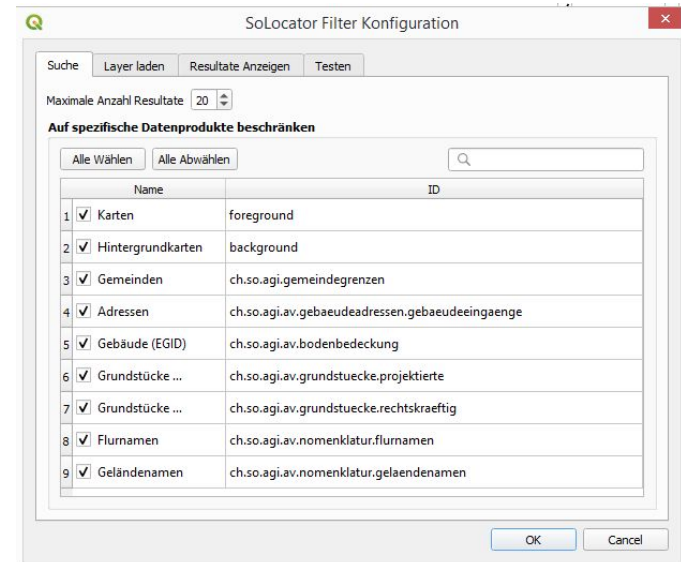 SoLocator Filter Konfiguration
Suche Layer laden Resultate Anzeigen Testen
Maximale Anzahl Resultate 20
Auf spezifische Datenprodukte beschränken
Alle Wählen Alle Abwählen
Name ID
1 Karten foreground
2 Hintergrundkarten background
3 Gemeinden ch.so.agi.gemeindegrenzen
4 Adressen ch.so.agi.av.gebaeudeadressen.gebaeudeeingaenge
5 Gebäude (EGID) ch.so.agi.av.bodenbedeckung
6 Grundstücke ... ch.so.agi.av.grundstuecke.projektierte
7 Grundstücke ... ch.so.agi.av.grundstuecke.rechtskraeftig
8 Flurnamen ch.so.agi.av.nomenklatur.flurnamen
9 Geländenamen ch.so.agi.av.nomenklatur.gelaendenamen
OK Cancel